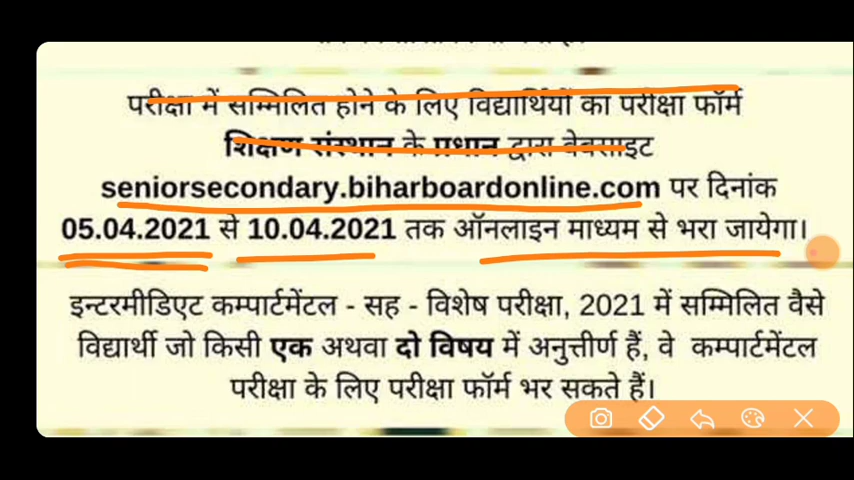 परीक्षा में सम्मिलित होने के लिए विद्यार्थियों का परीक्षा फॉर्म
शिक्षण संस्थान के प्रधान द्वारा वेबसाइट
seniorsecondary.biharboardonline.com पर दिनांक
05.04.2021 से 10.04.2021 तक ऑनलाइन माध्यम से भरा जायेगा।
इन्टरमीडिएट कम्पार्टमेंटल - सह - विशेष परीक्षा, 2021 में सम्मिलित वैसे
विद्यार्थी जो किसी एक अथवा दो विषय में अनुत्तीर्ण हैं, वे कम्पार्टमेंटल
परीक्षा के लिए परीक्षा फॉर्म भर सकते हैं।